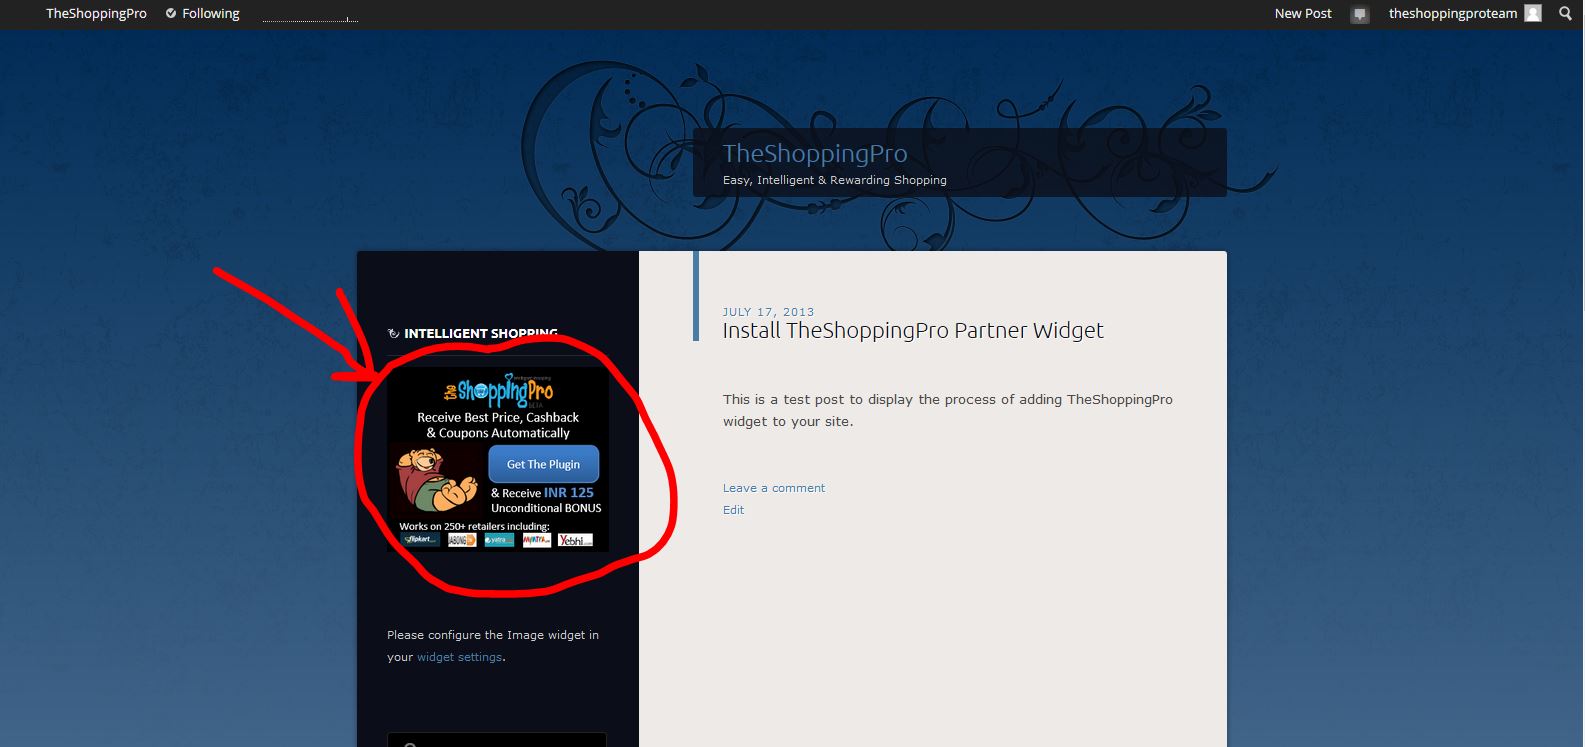 TheShoppingPro Following
New Post theshoppingproteam
TheShoppingPro
Easy, Intelligent & Rewarding Shopping
INTELLIGENT SHOPPING
the ShoppingPro
BETA
Receive Best Price, Cashback
& Coupons Automatically
Get The Plugin
& Receive INR 125
Unconditional BONUS
Works on 250+ retailers including:
flipkart JABONG yatra Myntra Yebhi
Please configure the Image widget in
your widget settings.
JULY 17, 2013
Install TheShoppingPro Partner Widget
This is a test post to display the process of adding TheShoppingPro
widget to your site.
Leave a comment
Edit